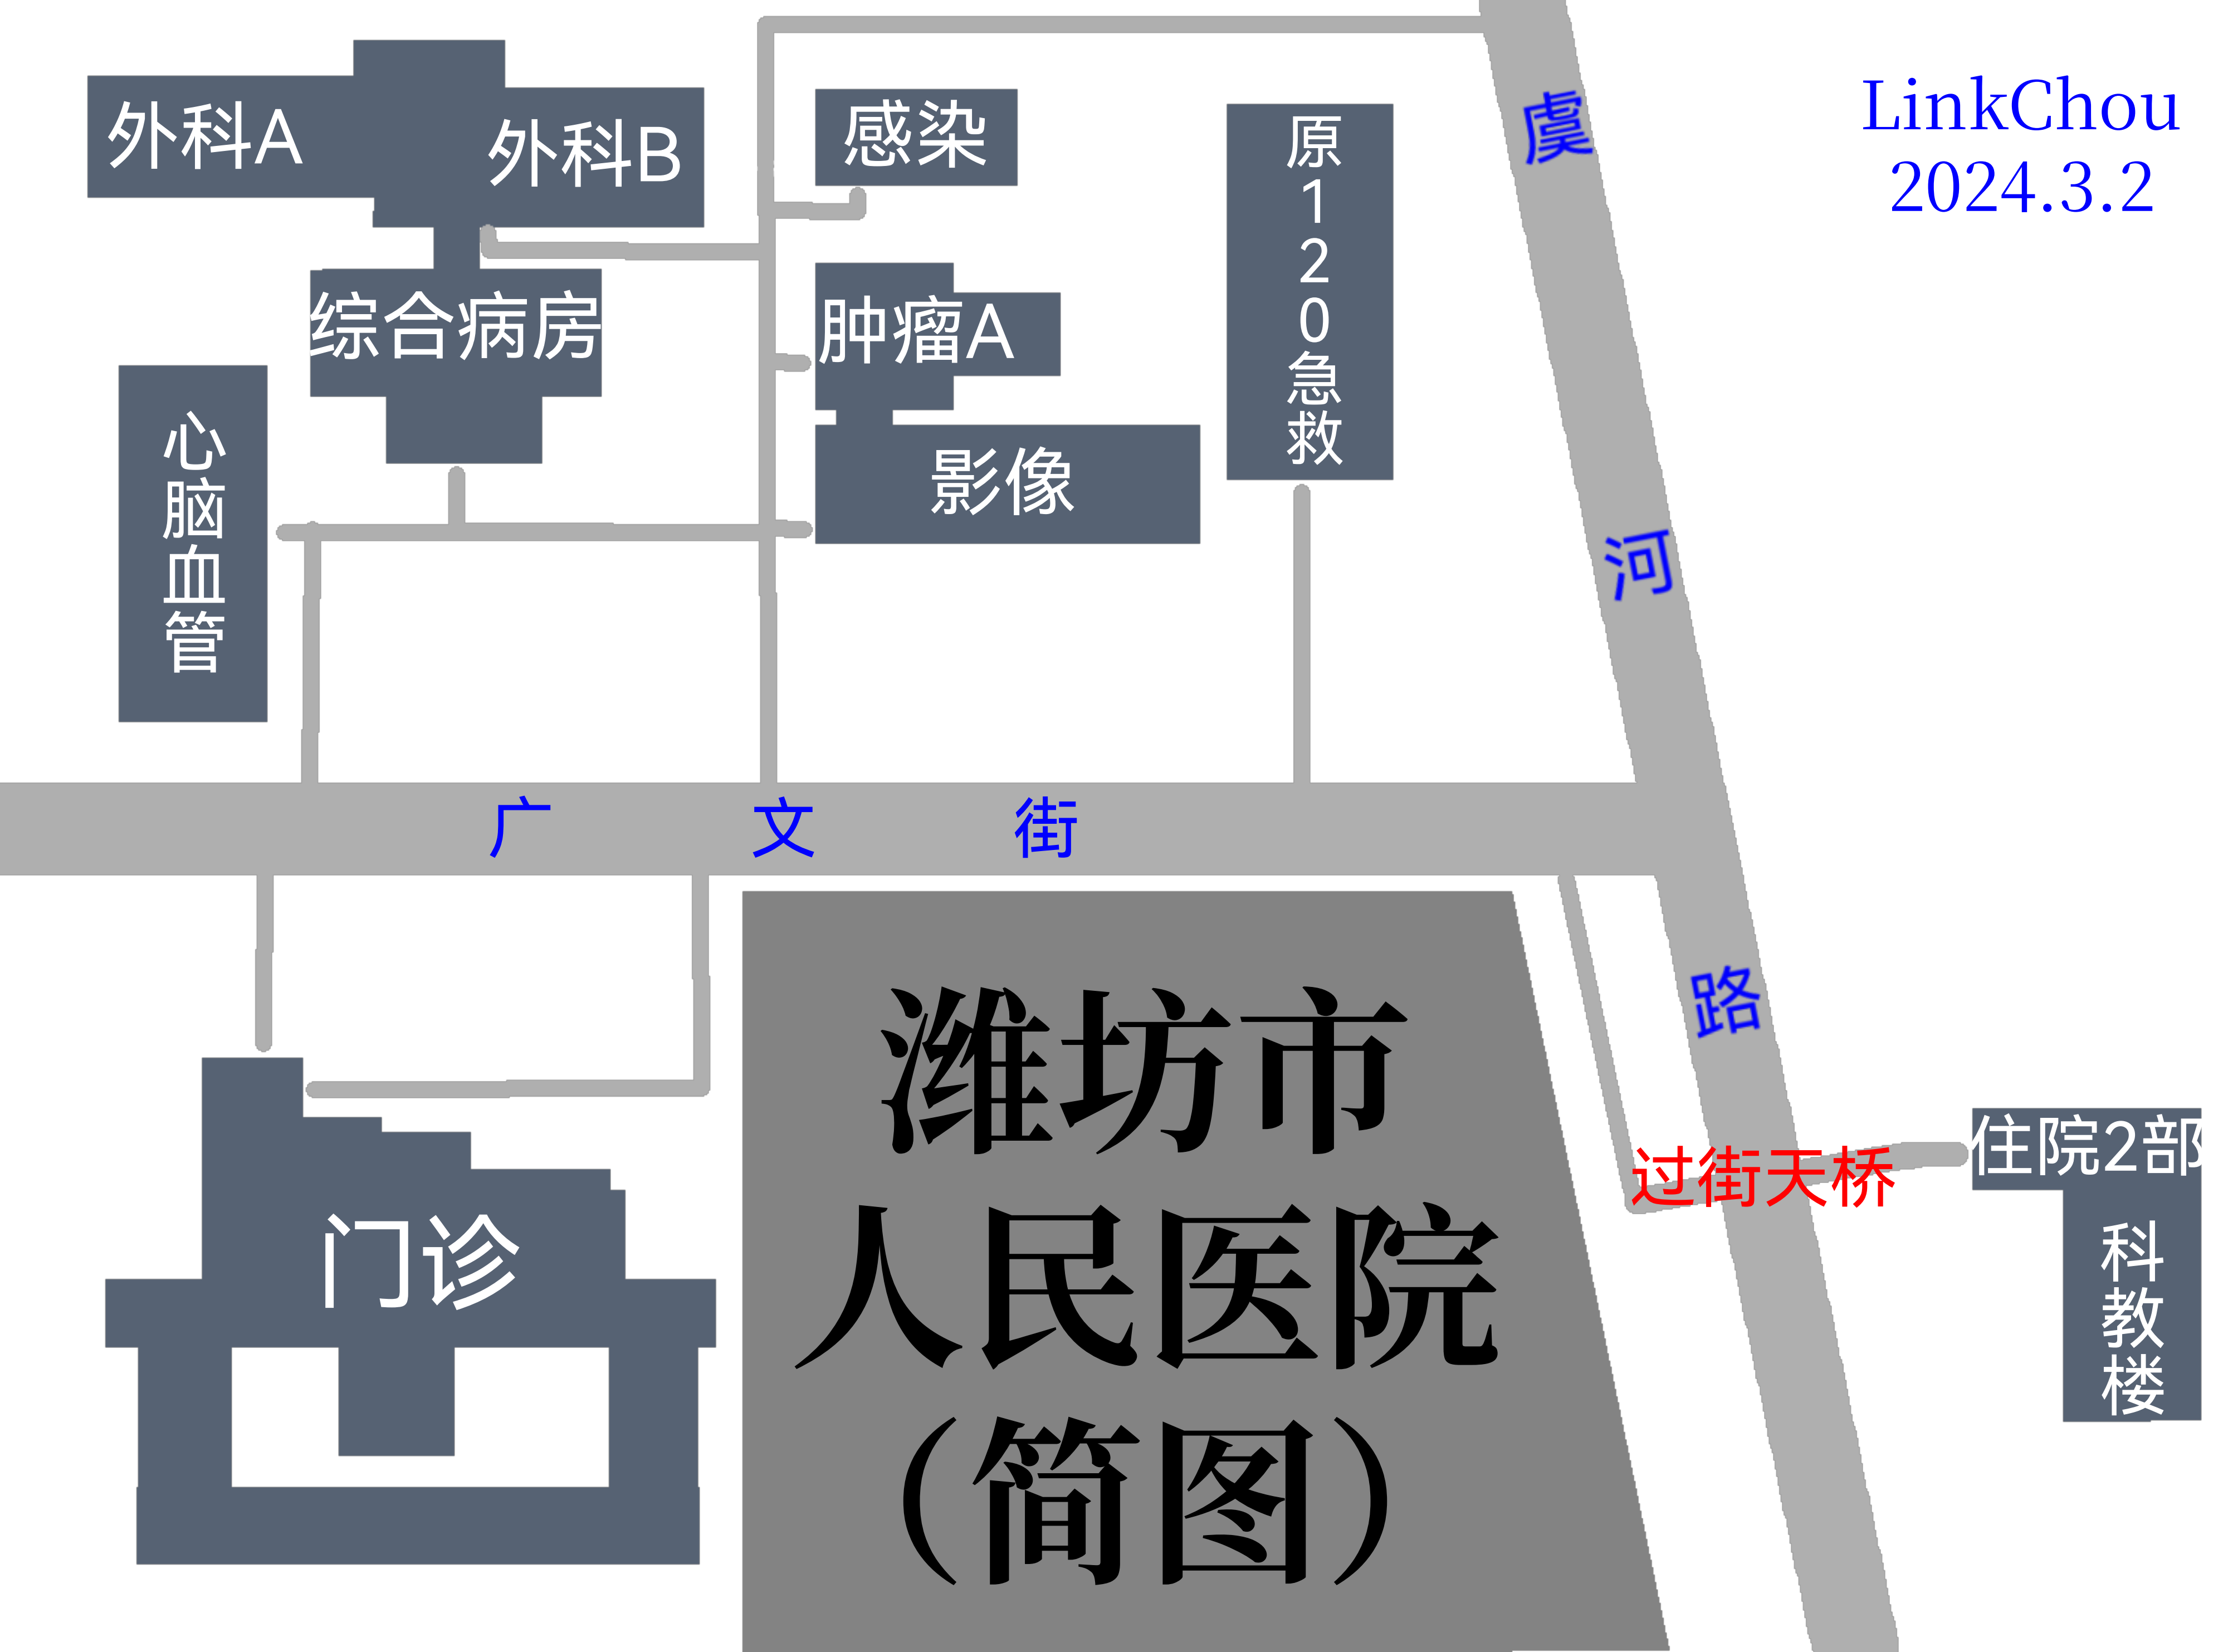 外科A
外科B
感染
原120急救
虞河路
LinkChou
2024.3.2
综合病房
肿瘤A
心脑血管
影像
广文街
潍坊市
人民医院
（简图）
门诊
过街天桥
住院2部
科教楼